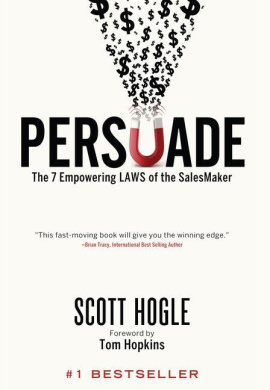 PERSUADE
The 7 Empowering LAWS of the SalesMaker
"This fast-moving book will give you the winning edge."
–Brian Tracy, International Best Selling Author
SCOTT HOGLE
Foreword by
Tom Hopkins
#1 BESTSELLER